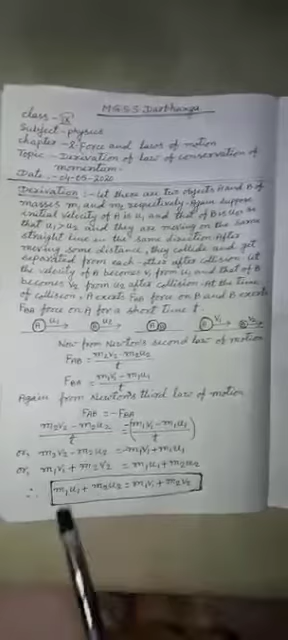 M.G.S.S Darbhanga
Class - IX
Subject - physics
chapter - 2. Force and laws of motion
Topic - Derivation of law of conservation of
momentum.
Date :- 04-05-2020
Derivation :- Let there are two objects A and B of
masses m₁ and m₂ respectively. Again suppose
initial velocity of A is u₁ and that of B is u₂, so
that u₁ > u₂ and they are moving on the same
straight line in the same direction. After
moving some distance, they collide and get
separated from each other after collision. Let
the velocity of A becomes v₁ from u₁ and that of B
becomes v₂ from u₂ after collision. At the time
of collision, A exerts FAB force on B and B exerts
FBA force on A for a short time t.
A u₁ B u₂ A B A v₁ B v₂
Now from Newton's second law of motion
FAB = m₂v₂ - m₂u₂ / t
FBA = m₁v₁ - m₁u₁ / t
Again from Newton's third law of motion
FAB = -FBA
m₂v₂ - m₂u₂ / t = -(m₁v₁ - m₁u₁ / t)
or, m₂v₂ - m₂u₂ = -m₁v₁ + m₁u₁
or, m₁v₁ + m₂v₂ = m₁u₁ + m₂u₂
∴ m₁u₁ + m₂u₂ = m₁v₁ + m₂v₂